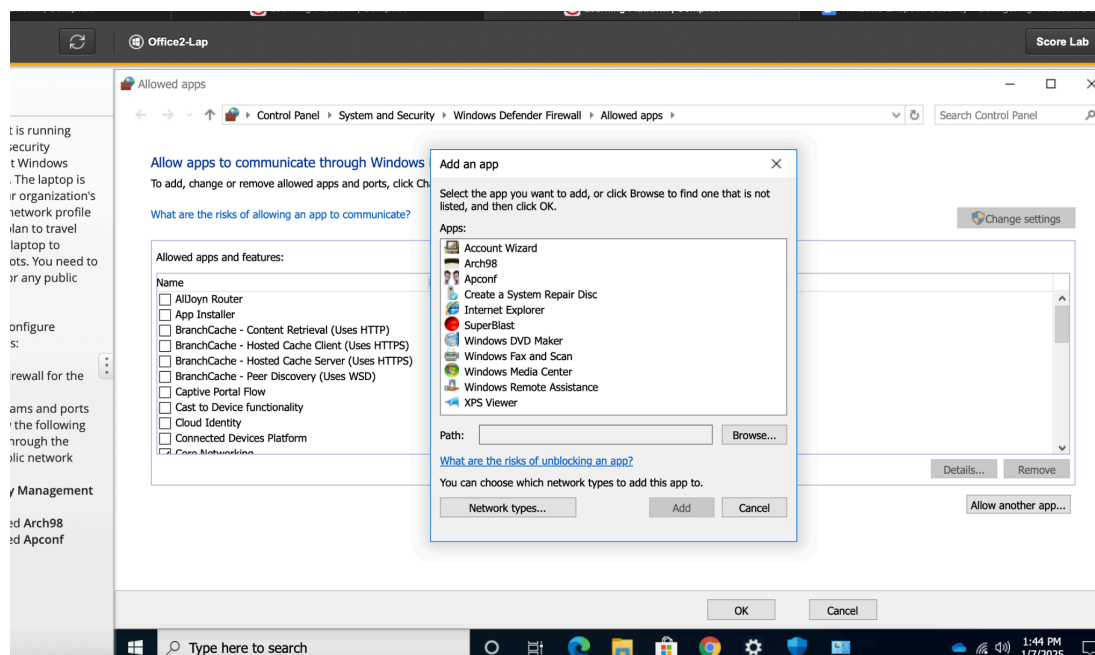 Office2-Lap
Score Lab
Allowed apps
Control Panel
System and Security
Windows Defender Firewall
Allowed apps
Search Control Panel
t is running
security
t Windows
. The laptop is
ur organization's
network profile
plan to travel
laptop to
ots. You need to
or any public
onfigure
s:
irewall for the
ams and ports
y the following
hrough the
blic network
y Management
ed Arch98
ed Apconf
Allow apps to communicate through Windows
To add, change or remove allowed apps and ports, click Ch
What are the risks of allowing an app to communicate?
Change settings
Allowed apps and features:
Name
AllJoyn Router
App Installer
BranchCache - Content Retrieval (Uses HTTP)
BranchCache - Hosted Cache Client (Uses HTTPS)
BranchCache - Hosted Cache Server (Uses HTTPS)
BranchCache - Peer Discovery (Uses WSD)
Captive Portal Flow
Cast to Device functionality
Cloud Identity
Connected Devices Platform
Core Networking
Details...
Remove
Allow another app...
Add an app
Select the app you want to add, or click Browse to find one that is not
listed, and then click OK.
Apps:
Account Wizard
Arch98
Apconf
Create a System Repair Disc
Internet Explorer
SuperBlast
Windows DVD Maker
Windows Fax and Scan
Windows Media Center
Windows Remote Assistance
XPS Viewer
Path:
Browse...
What are the risks of unblocking an app?
You can choose which network types to add this app to.
Network types...
Add
Cancel
OK
Cancel
Type here to search
1:44 PM
1/7/2025